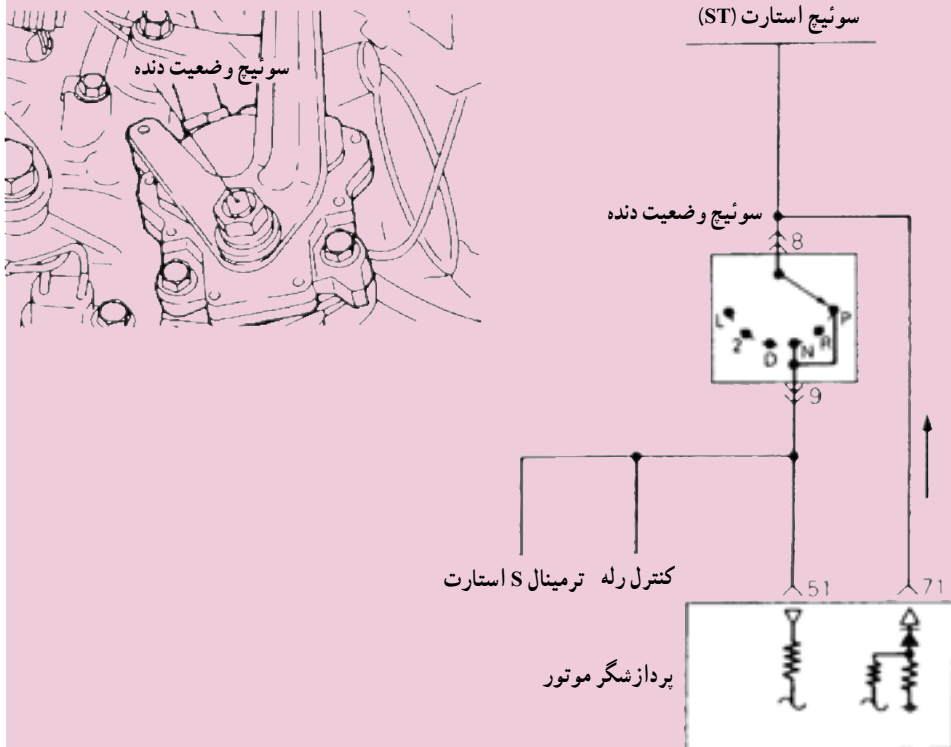 سوئیچ استارت (ST)
سوئیچ وضعیت دنده
سوئیچ وضعیت دنده
8
P
R
N
D
2
L
9
کنترل رله
ترمینال S استارت
51
71
پردازشگر موتور